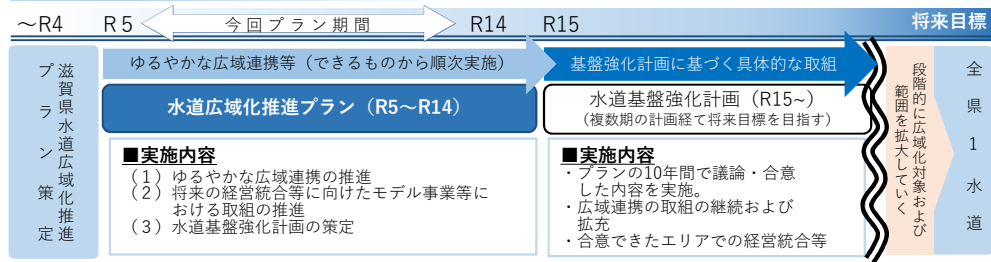 ～R4
R5
今回プラン期間
R14
R15
将来目標
滋賀県水道広域化推進
プラン策定
ゆるやかな広域連携等（できるものから順次実施）
基盤強化計画に基づく具体的な取組
水道広域化推進プラン（R5～R14）
水道基盤強化計画（R15~）
（複数期の計画経て将来目標を目指す）
■実施内容
（1）ゆるやかな広域連携の推進
（2）将来の経営統合等に向けたモデル事業等に
おける取組の推進
（3）水道基盤強化計画の策定
■実施内容
・プランの10年間で議論・合意
した内容を実施。
・広域連携の取組の継続および
拡充
・合意できたエリアでの経営統合等
段階的に広域化対象および
範囲を拡大していく
全県1水道